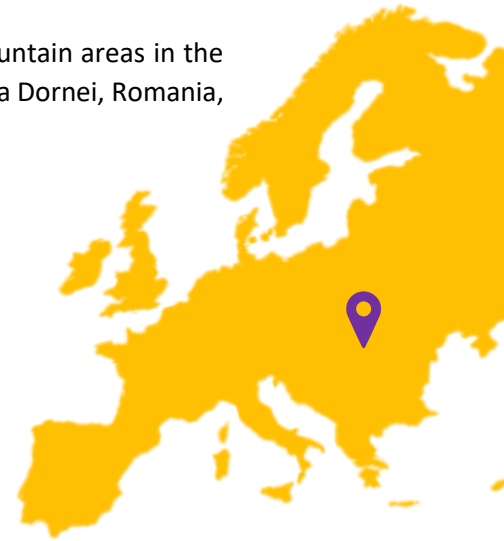 untain areas in the
a Dornei, Romania,